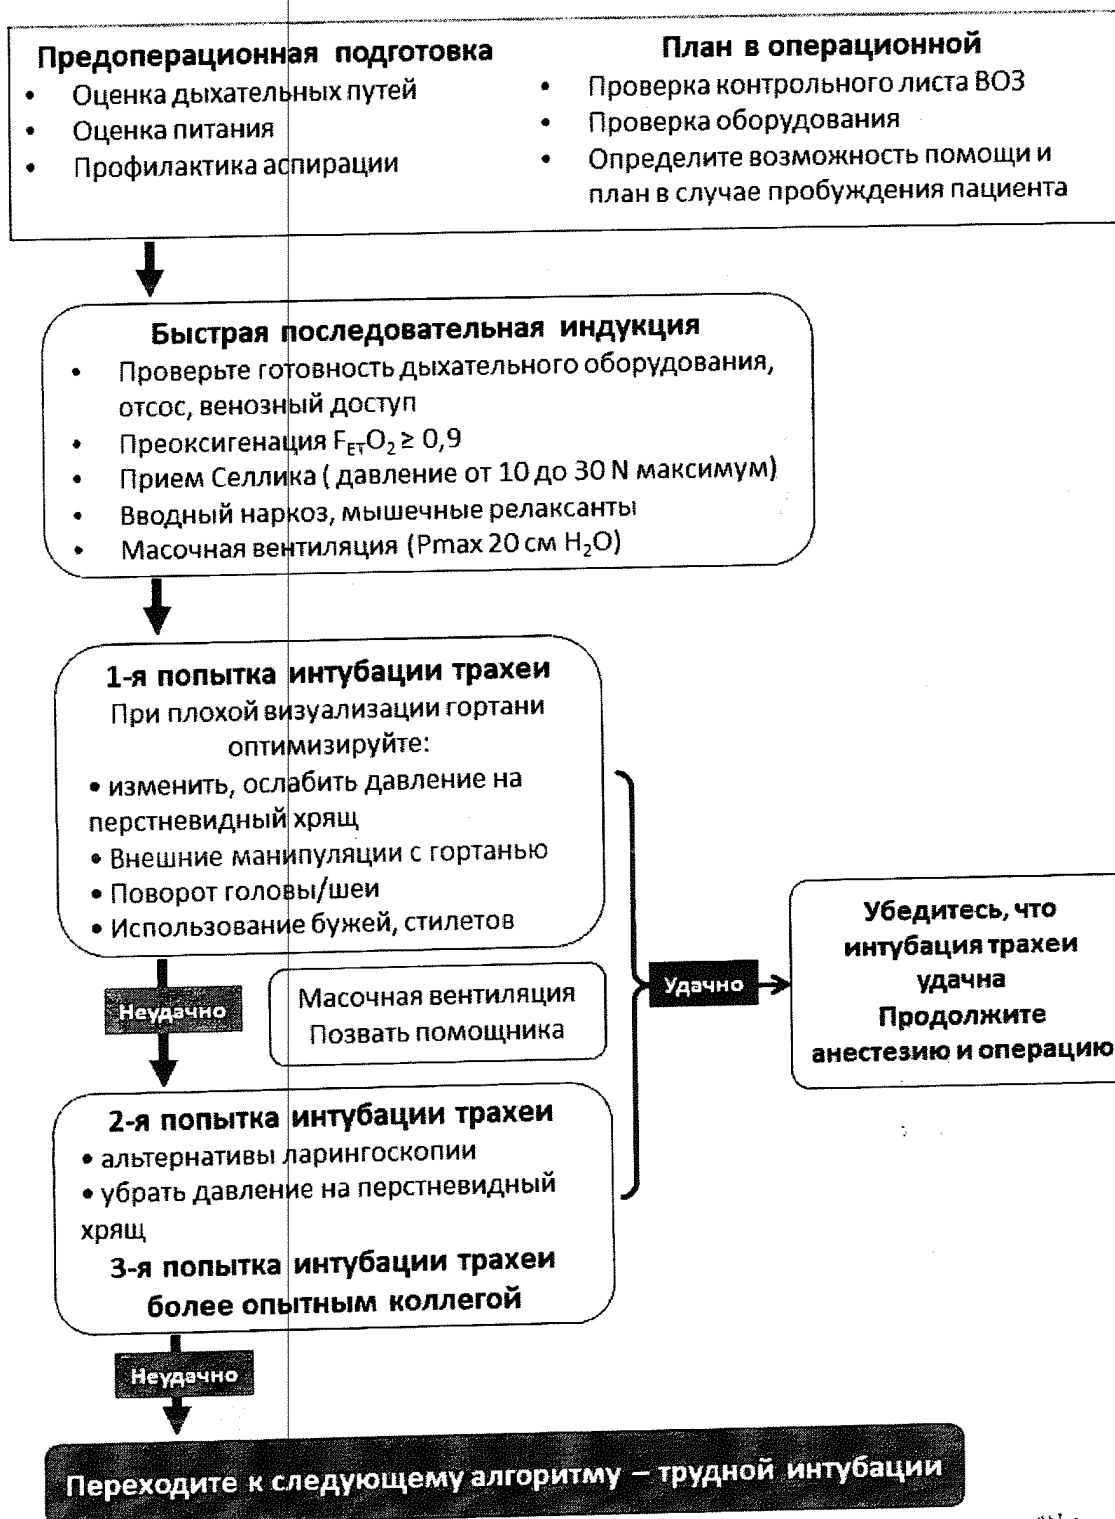 Предоперационная подготовка
• Оценка дыхательных путей
• Оценка питания
• Профилактика аспирации
План в операционной
• Проверка контрольного листа ВОЗ
• Проверка оборудования
• Определите возможность помощи и
план в случае пробуждения пациента
Быстрая последовательная индукция
• Проверьте готовность дыхательного оборудования,
отсос, венозный доступ
• Преоксигенация FETO2 ≥ 0,9
• Прием Селлика ( давление от 10 до 30 N максимум)
• Вводный наркоз, мышечные релаксанты
• Масочная вентиляция (Pmax 20 см H2O)
1-я попытка интубации трахеи
При плохой визуализации гортани
оптимизируйте:
• изменить, ослабить давление на
перстневидный хрящ
• Внешние манипуляции с гортанью
• Поворот головы/шеи
• Использование бужей, стилетов
Неудачно
Масочная вентиляция
Позвать помощника
Удачно
Убедитесь, что
интубация трахеи
удачна
Продолжите
анестезию и операцию
2-я попытка интубации трахеи
• альтернативы ларингоскопии
• убрать давление на перстневидный
хрящ
3-я попытка интубации трахеи
более опытным коллегой
Неудачно
Переходите к следующему алгоритму – трудной интубации